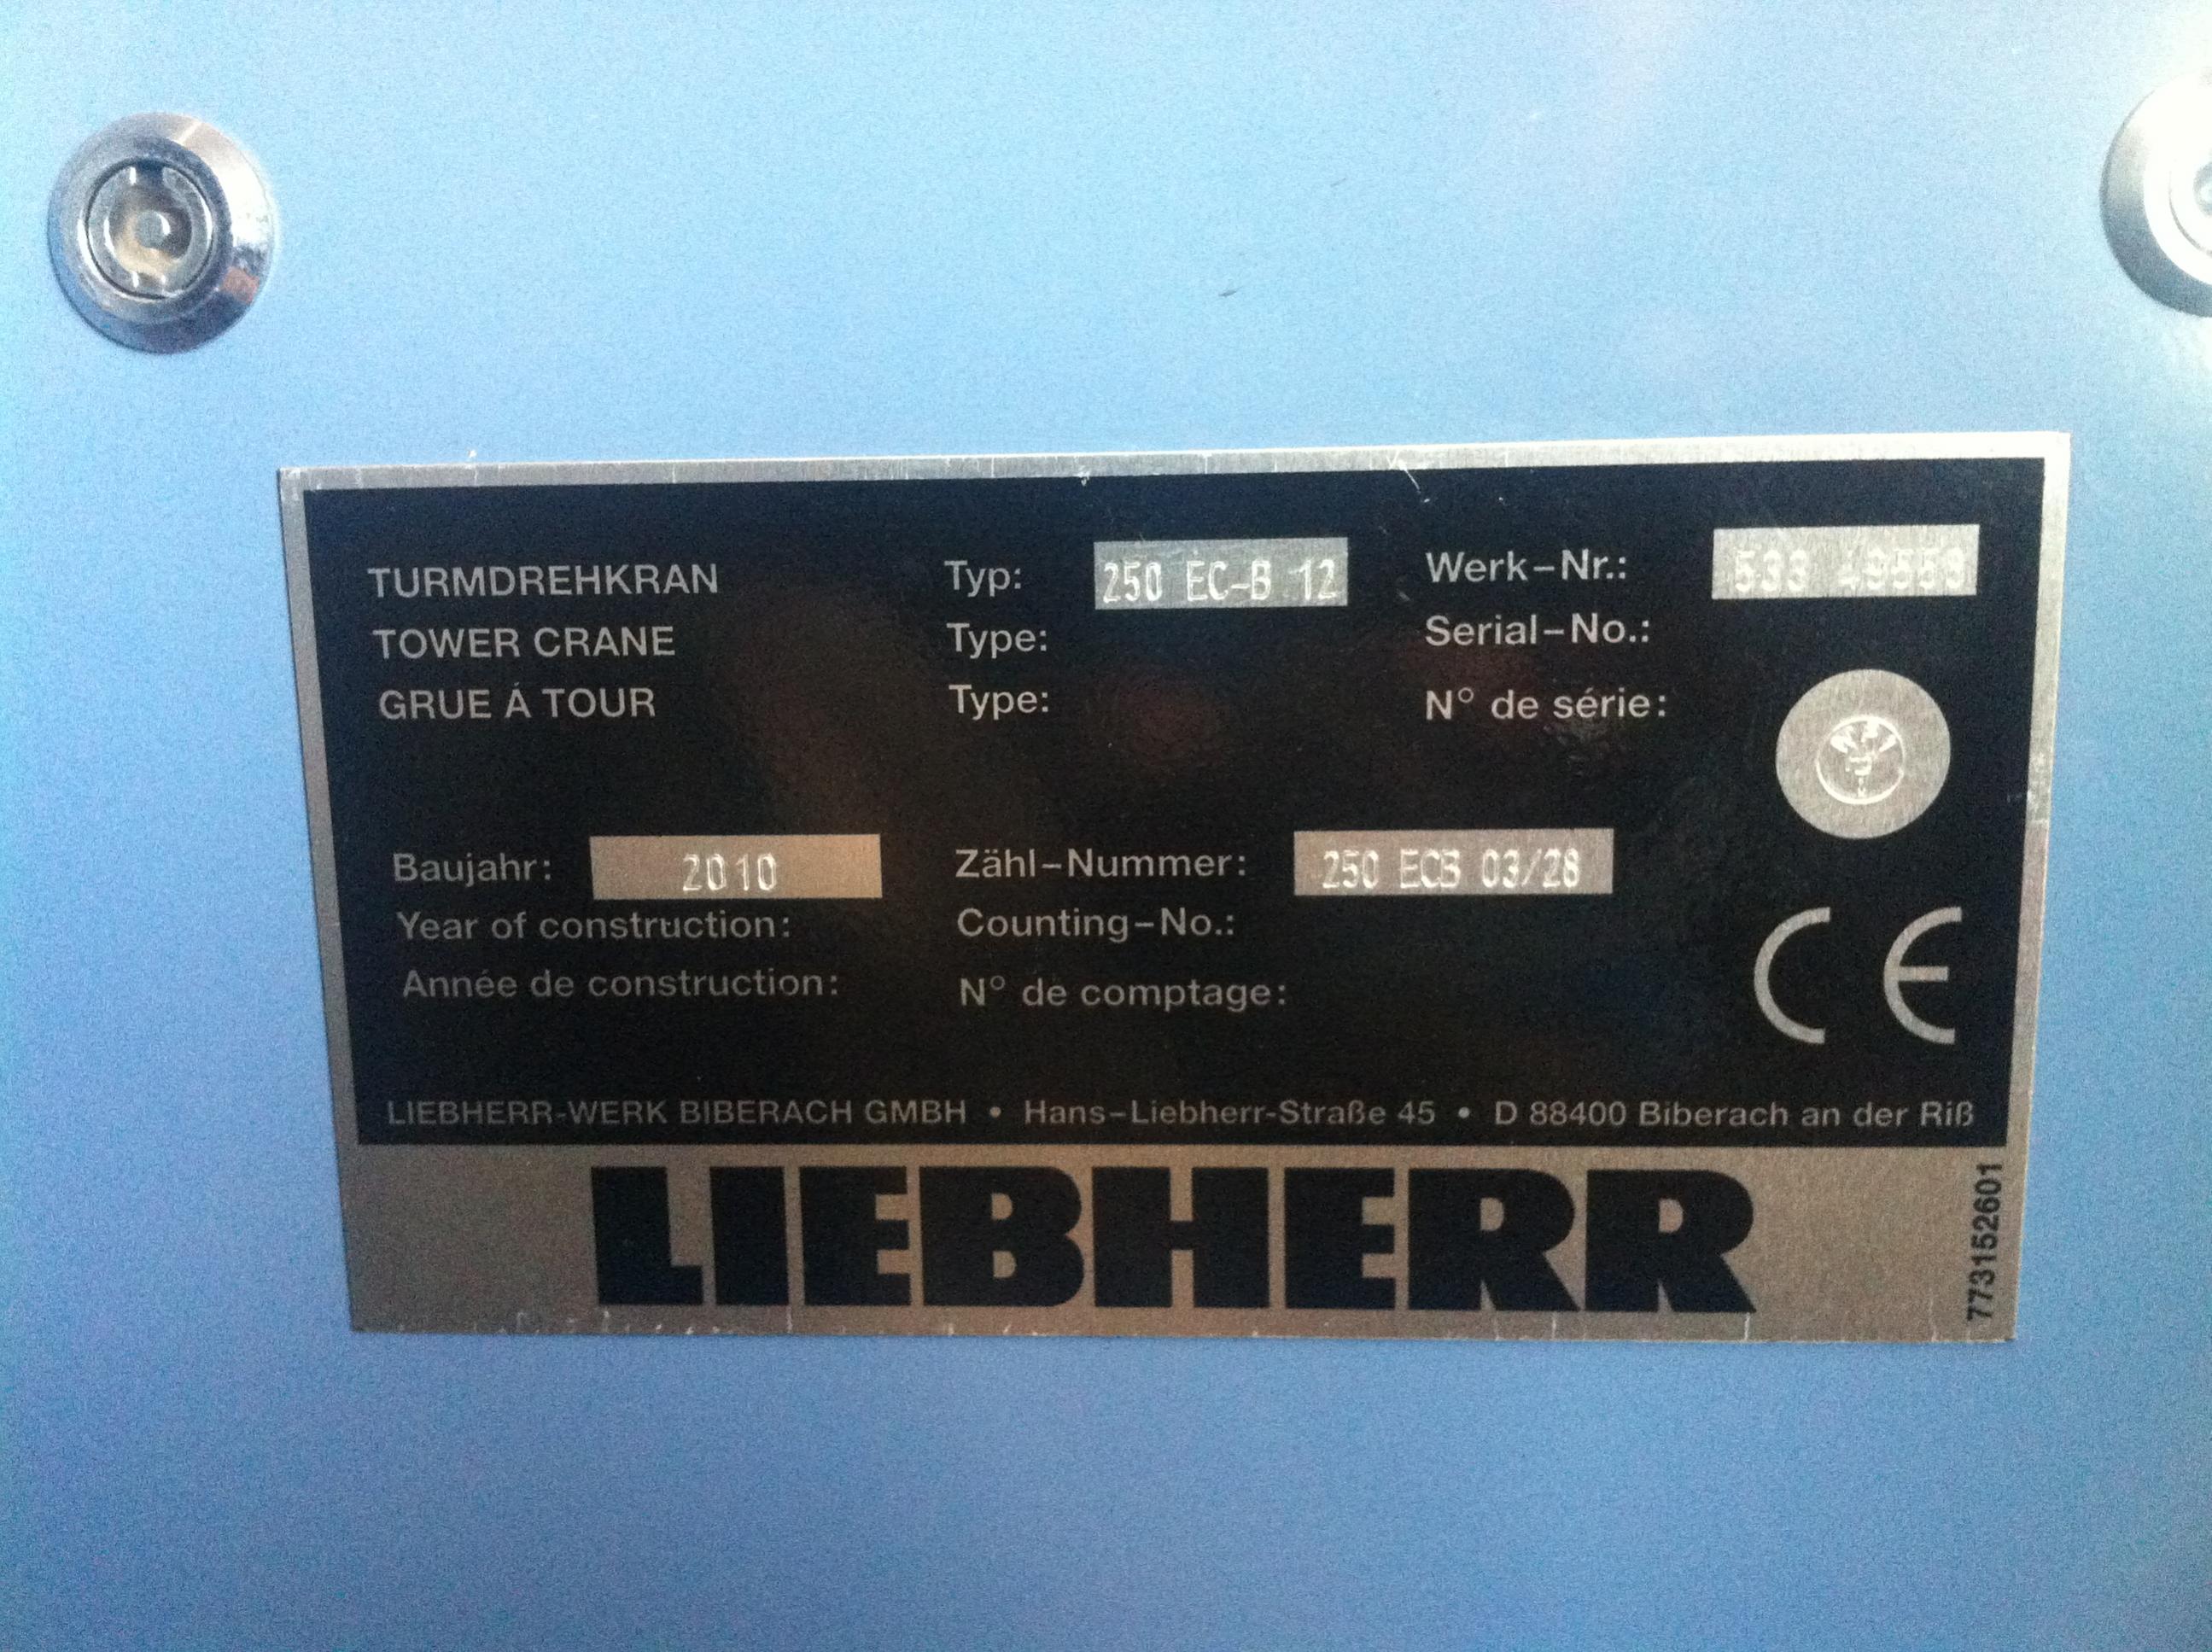 TURMDREHKRAN Typ: 250 EC-B 12 Werk-Nr.: 533
TOWER CRANE Type: Serial-No.:
GRUE Á TOUR Type: N° de série:
Baujahr: 2010 Zähl-Nummer: 250 ECB 03/28
Year of construction: Counting-No.:
Année de construction: N° de comptage:
CE
LIEBHERR-WERK BIBERACH GMBH • Hans-Liebherr-Straße 45 • D 88400 Biberach an der Riß
LIEBHERR
773152601